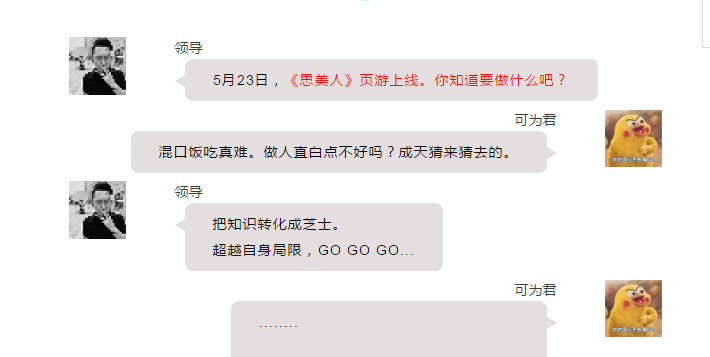 领导
5月23日，《思美人》页游上线。你知道要做什么吧？
可为君
混口饭吃真难。做人直白点不好吗？成天猜来猜去的。
领导
把知识转化成芝士。
超越自身局限，GO GO GO...
可为君
........